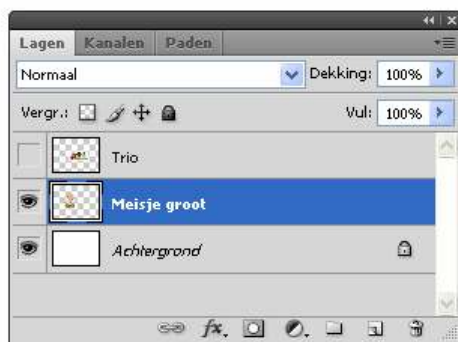 Lagen Kanalen Paden
Normaal Dekking: 100%
Vergr.: Vul: 100%
Trio
Meisje groot
Achtergrond
fx.